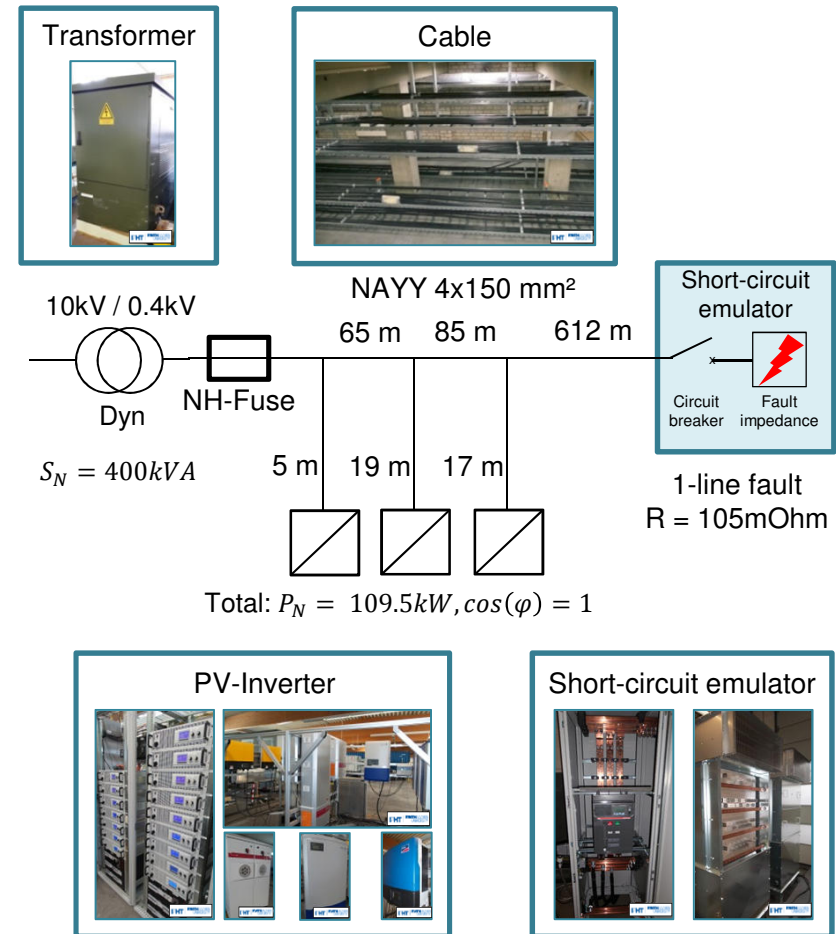 Transformer
Cable
NAYY 4x150 mm²
10kV / 0.4kV
65 m
85 m
612 m
Short-circuit
emulator
Dyn
NH-Fuse
Circuit
breaker
Fault
impedance
S_N = 400kVA
5 m
19 m
17 m
1-line fault
R = 105mOhm
Total: P_N = 109.5kW, cos(φ) = 1
PV-Inverter
Short-circuit emulator